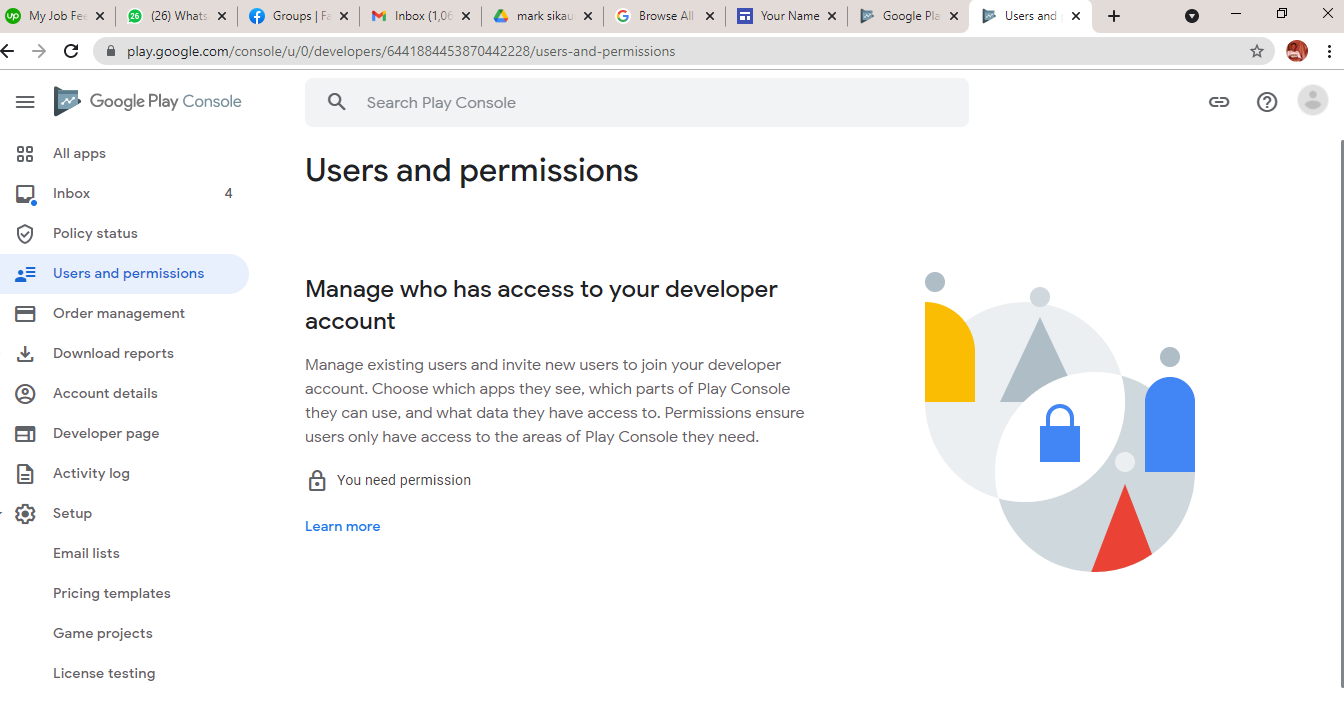 up My Job Fee
26 (26) Whats
Groups | Fa
Inbox (1,06
mark sikau
Browse All
Your Name
Google Pla
Users and
play.google.com/console/u/0/developers/6441884453870442228/users-and-permissions
Google Play Console
Search Play Console
All apps
Inbox 4
Policy status
Users and permissions
Order management
Download reports
Account details
Developer page
Activity log
Setup
Email lists
Pricing templates
Game projects
License testing
Users and permissions
Manage who has access to your developer
account
Manage existing users and invite new users to join your developer
account. Choose which apps they see, which parts of Play Console
they can use, and what data they have access to. Permissions ensure
users only have access to the areas of Play Console they need.
You need permission
Learn more